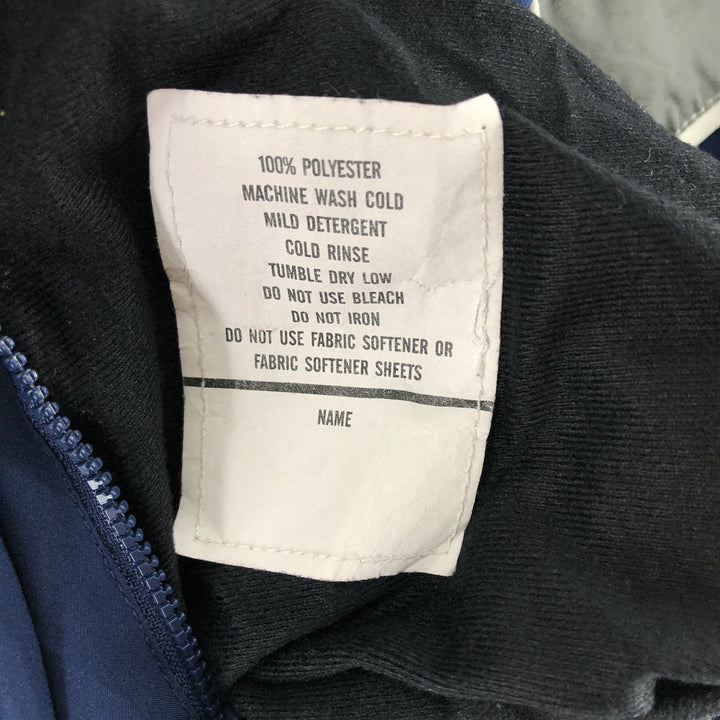 100% POLYESTER
MACHINE WASH COLD
MILD DETERGENT
COLD RINSE
TUMBLE DRY LOW
DO NOT USE BLEACH
DO NOT IRON
DO NOT USE FABRIC SOFTENER OR
FABRIC SOFTENER SHEETS
NAME